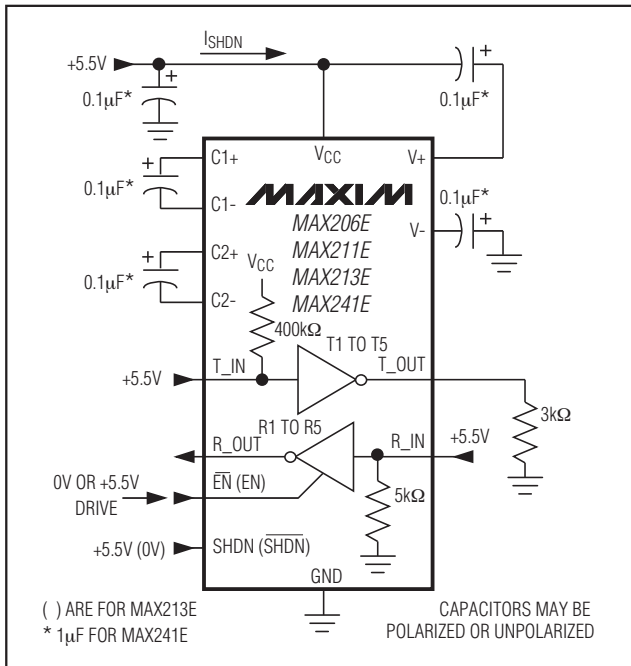 I_SHDN
+5.5V
+
+
0.1µF*
0.1µF*
V_CC
V+
C1+
+
0.1µF*
C1-
MAXIM
0.1µF*
MAX206E
V-
+
C2+
MAX211E
+
MAX213E
0.1µF*
V_CC
C2-
MAX241E
400kΩ
T1 TO T5
+5.5V
T_IN
T_OUT
3kΩ
R1 TO R5
R_OUT
R_IN
+5.5V
0V OR +5.5V
DRIVE
E̅N̅ (EN)
5kΩ
+5.5V (0V)
SHDN (S̅H̅D̅N̅)
GND
( ) ARE FOR MAX213E
* 1µF FOR MAX241E
CAPACITORS MAY BE
POLARIZED OR UNPOLARIZED